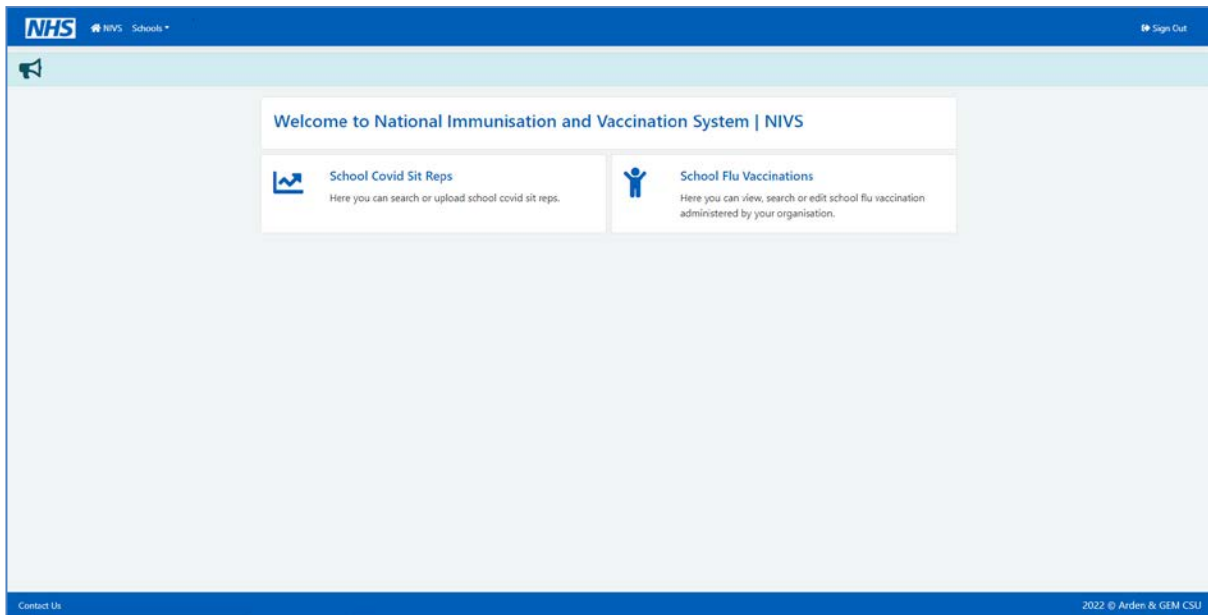 NHS NIVS Schools Sign Out
Welcome to National Immunisation and Vaccination System | NIVS
School Covid Sit Reps
Here you can search or upload school covid sit reps.
School Flu Vaccinations
Here you can view, search or edit school flu vaccination
administered by your organisation.
Contact Us 2022 © Arden & GEM CSU